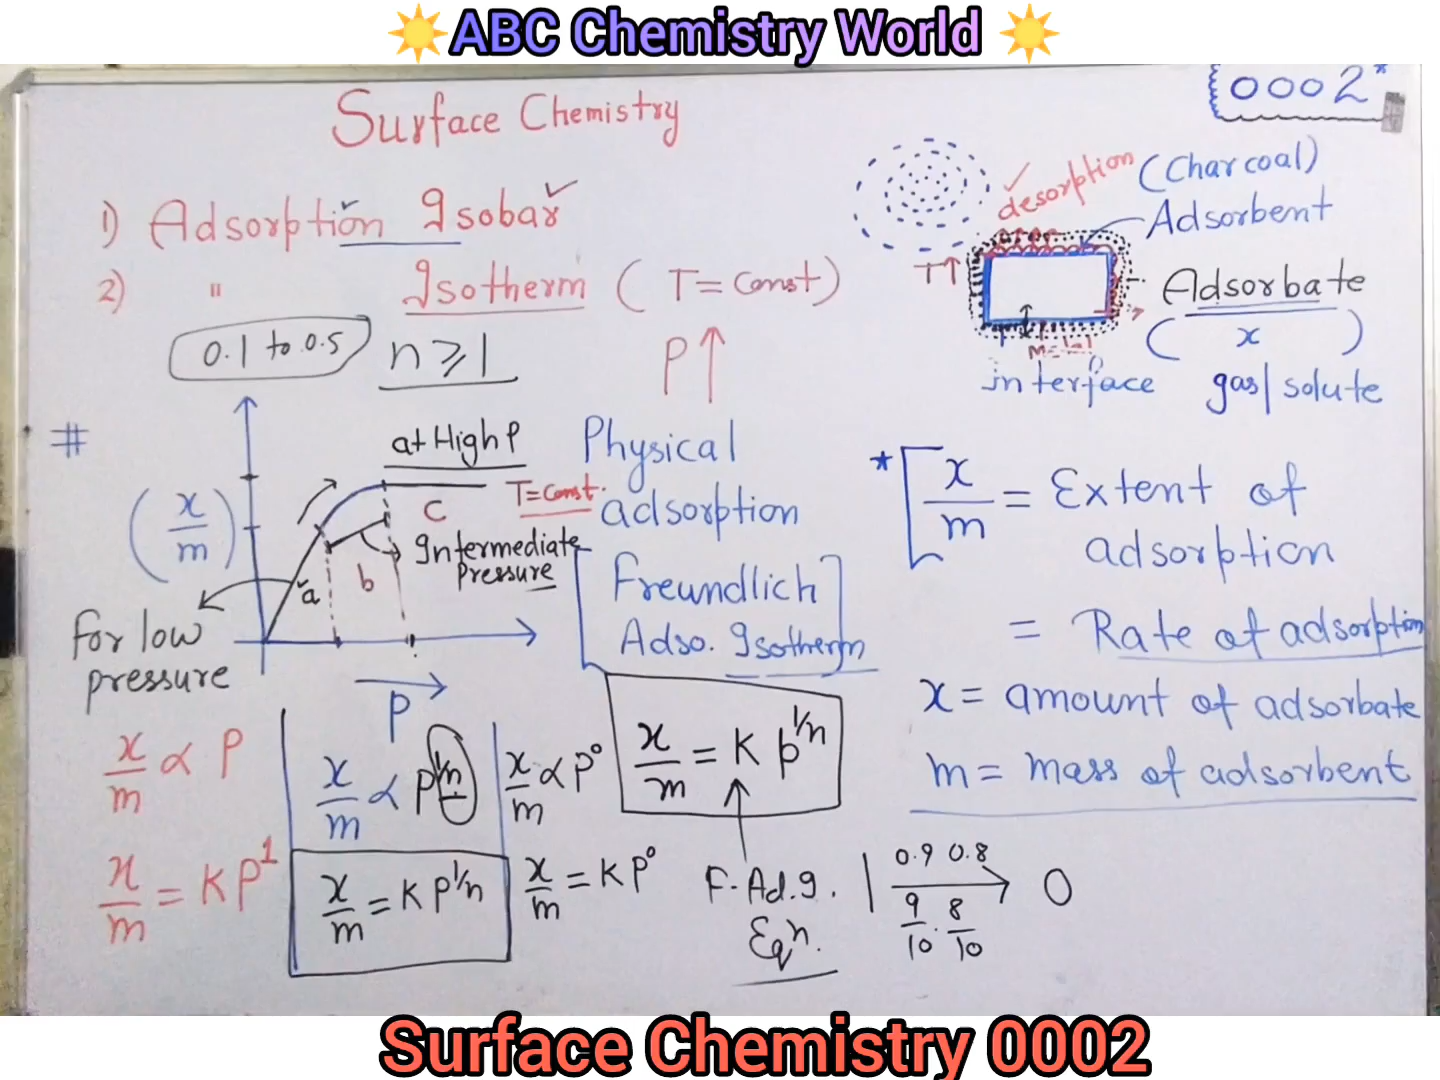 ABC Chemistry World
0002*
Surface Chemistry
1) Adsorption Isobar
2) " Isotherm ( T = Const )
0.1 to 0.5
n ⩾ 1
P ↑
desorption
(Charcoal)
Adsorbent
T↑
Adsorbate
( x )
interface
gas/solute
#
(x/m)
at High P
T=Const.
a
b
c
Intermediate
Pressure
For low
pressure
P
Physical
adsorption
[Freundlich
Adso. Isotherm]
* [ x/m = Extent of
adsorption
= Rate of adsorption
x = amount of adsorbate
m = mass of adsorbent
x/m ∝ P
x/m ∝ P^1/n
x/m ∝ P°
x/m = K p^1/n
x/m = K P^1
x/m = K P^1/n
x/m = K P°
F. Ad. I.
Eqn.
0.9 0.8
9/10 . 8/10
→ 0
Surface Chemistry 0002